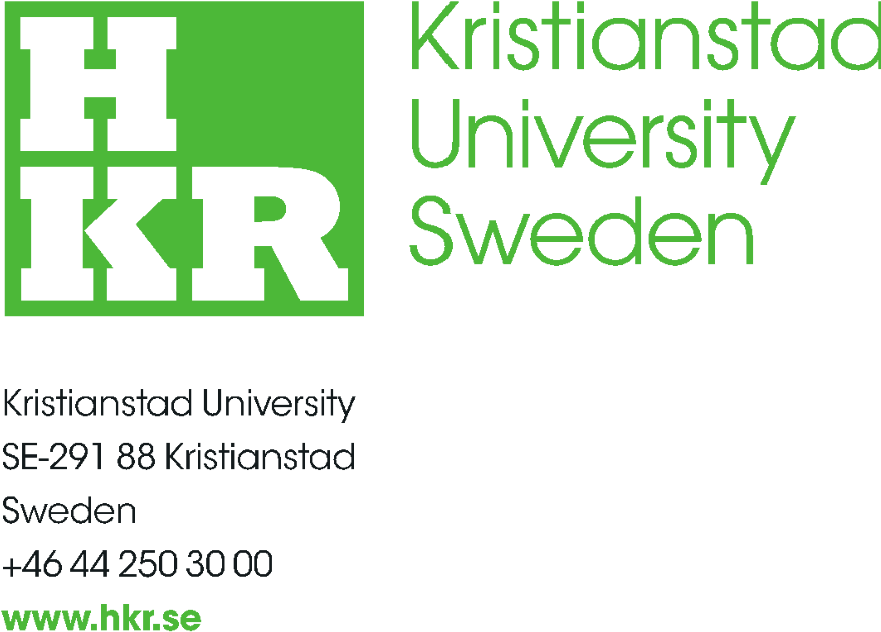 H
KR
Kristianstad
University
Sweden
Kristianstad University
SE-291 88 Kristianstad
Sweden
+46 44 250 30 00
www.hkr.se